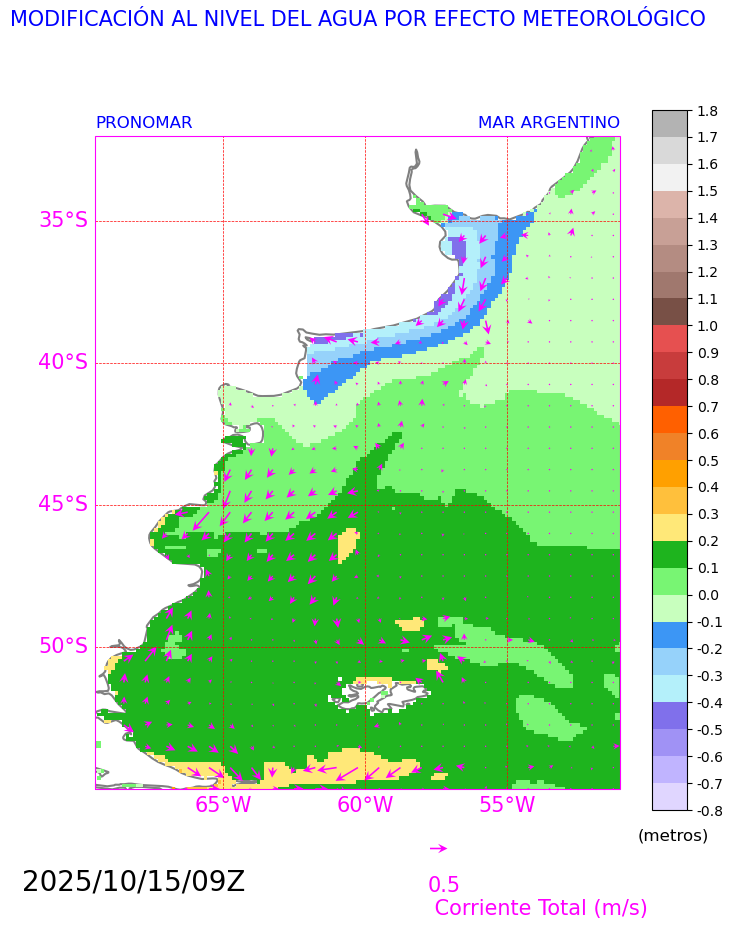 MODIFICACIÓN AL NIVEL DEL AGUA POR EFECTO METEOROLÓGICO
PRONOMAR
MAR ARGENTINO
35°S
40°S
45°S
50°S
65°W
60°W
55°W
1.8
1.7
1.6
1.5
1.4
1.3
1.2
1.1
1.0
0.9
0.8
0.7
0.6
0.5
0.4
0.3
0.2
0.1
0.0
-0.1
-0.2
-0.3
-0.4
-0.5
-0.6
-0.7
-0.8
(metros)
0.5
Corriente Total (m/s)
2025/10/15/09Z